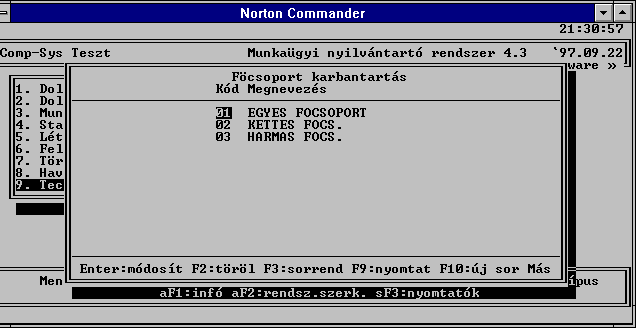 Norton Commander
21:30:57
Comp-Sys Teszt Munkaügyi nyilvántartó rendszer 4.3 `97.09.22
ware »
Föcsoport karbantartás
Kód Megnevezés
1. Dol
2. Dol
3. Mun
4. Sta
5. Lét
6. Fel
7. Tör
8. Hav
9. Tec
01 EGYES FOCSOPORT
02 KETTES FOCS.
03 HARMAS FOCS.
Enter:módosít F2:töröl F3:sorrend F9:nyomtat F10:új sor Más
Men ípus
aF1:infó aF2:rendsz.szerk. sF3:nyomtatók